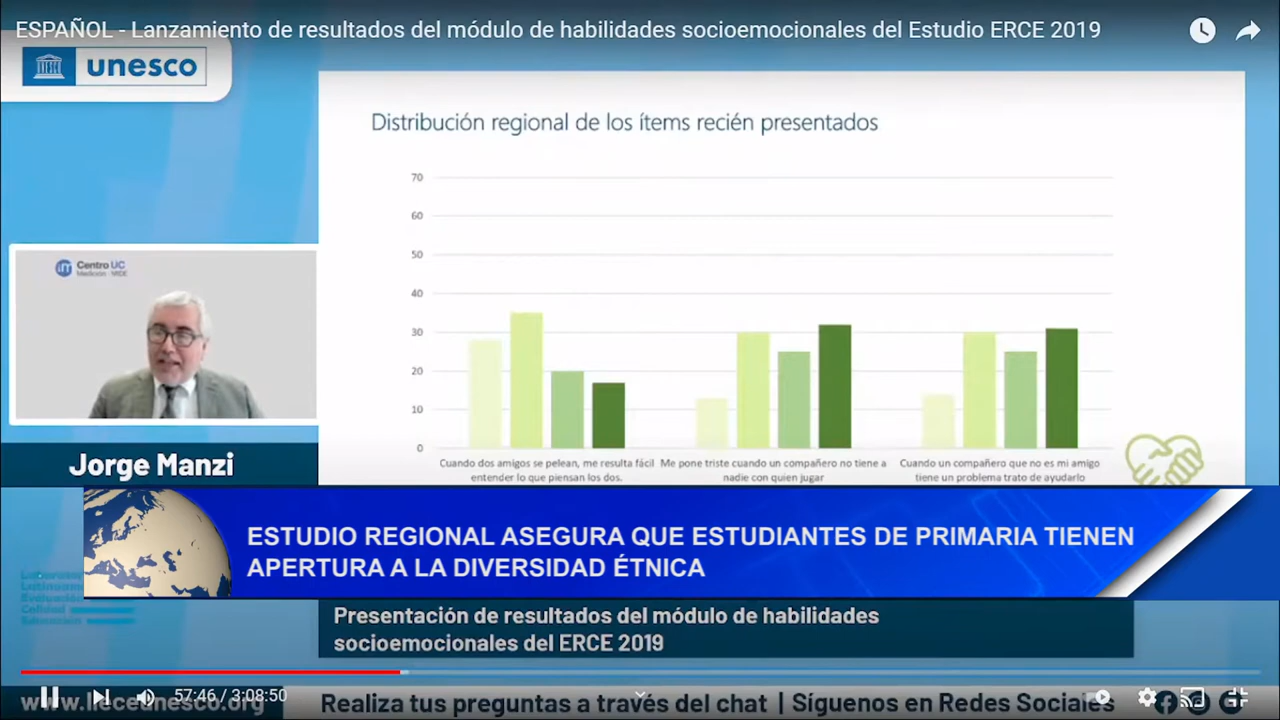 ESPAÑOL - Lanzamiento de resultados del módulo de habilidades socioemocionales del Estudio ERCE 2019
unesco
Distribución regional de los ítems recién presentados
70
60
50
40
30
20
10
0
Centro UC
Medición - MIDE
Cuando dos amigos se pelean, me resulta fácil
entender lo que piensan los dos.
Me pone triste cuando un compañero no tiene a
nadie con quien jugar
Cuando un compañero que no es mi amigo
tiene un problema trato de ayudarlo
Jorge Manzi
ESTUDIO REGIONAL ASEGURA QUE ESTUDIANTES DE PRIMARIA TIENEN
APERTURA A LA DIVERSIDAD ÉTNICA
Presentación de resultados del módulo de habilidades
socioemocionales del ERCE 2019
57:46 / 3:08:50
www.lleceunesco.org
Realiza tus preguntas a través del chat | Síguenos en Redes Sociales